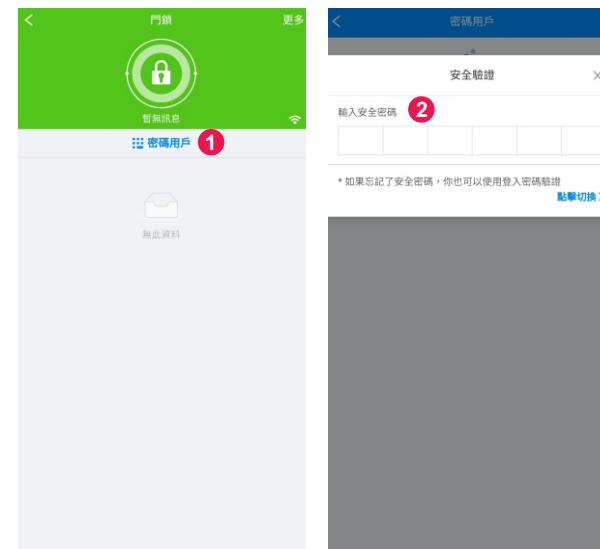 門鎖
更多
暫無訊息
密碼用戶
1
無此資料
密碼用戶
安全驗證
輸入安全密碼
2
* 如果忘記了安全密碼，你也可以使用登入密碼驗證
點擊切換